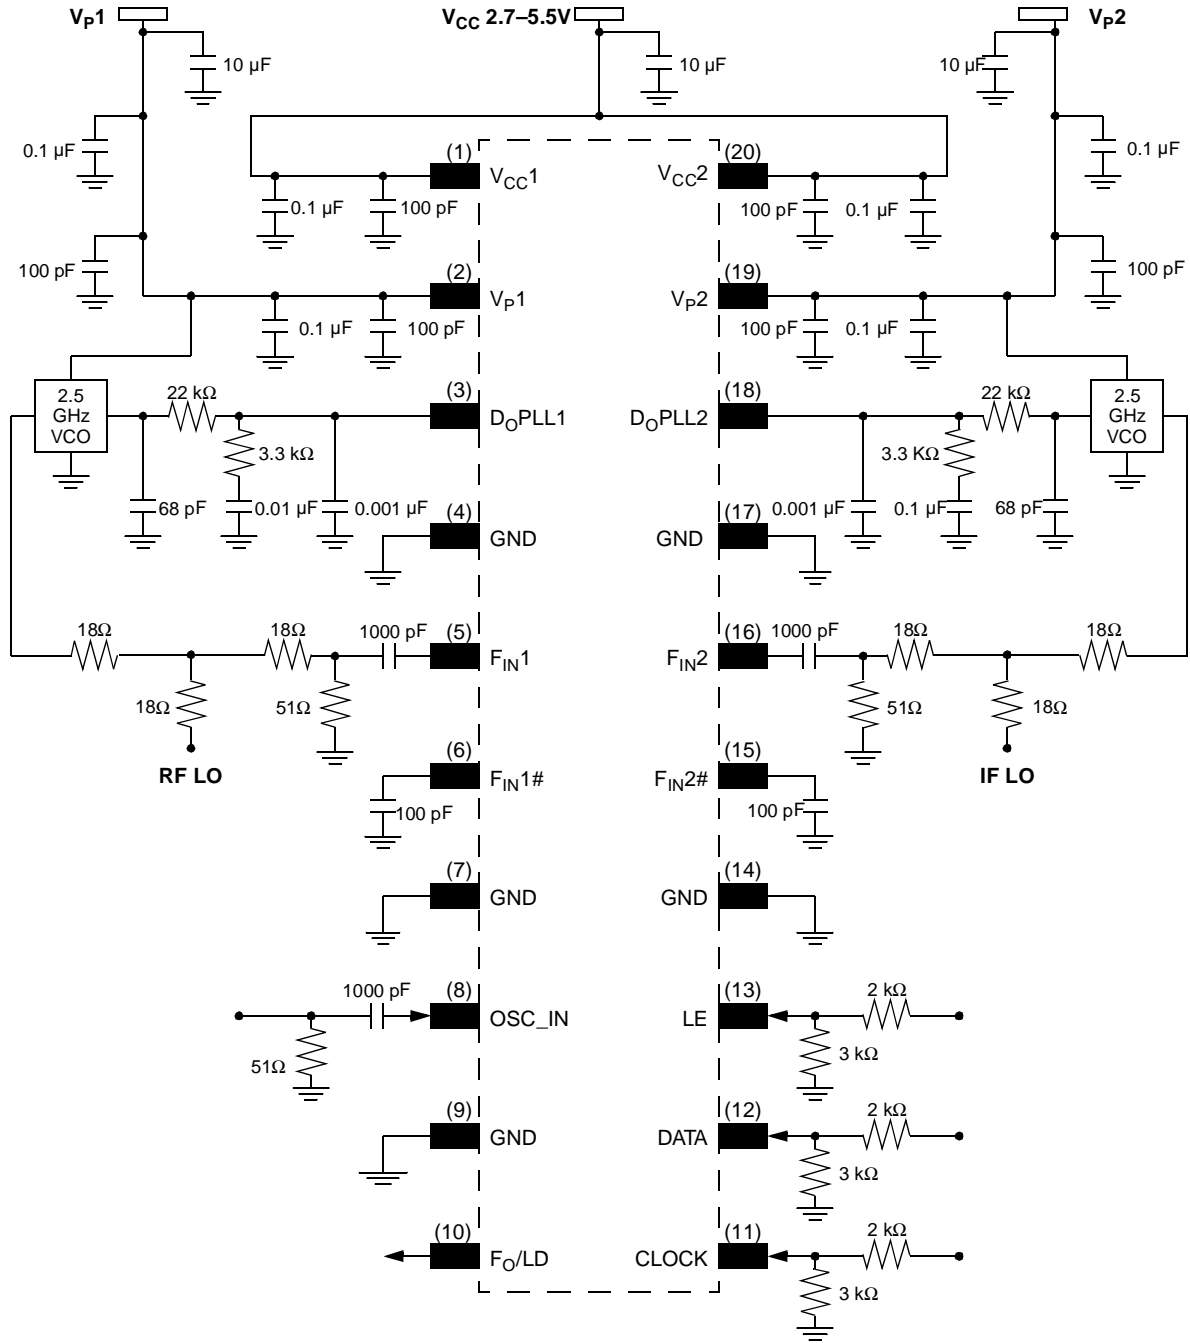 VP1
VCC 2.7–5.5V
VP2
10 µF
10 µF
10 µF
0.1 µF
0.1 µF
(1)
(20)
VCC1
VCC2
0.1 µF
100 pF
100 pF
0.1 µF
100 pF
100 pF
(2)
(19)
VP1
VP2
0.1 µF
100 pF
100 pF
0.1 µF
2.5
GHz
VCO
22 kΩ
(3)
(18)
22 kΩ
2.5
GHz
VCO
DOPLL1
DOPLL2
3.3 kΩ
3.3 KΩ
68 pF
0.01 µF
0.001 µF
(4)
(17)
0.001 µF
0.1 µF
68 pF
GND
GND
18Ω
18Ω
1000 pF
(5)
(16)
1000 pF
18Ω
18Ω
FIN1
FIN2
18Ω
51Ω
51Ω
18Ω
RF LO
(6)
(15)
IF LO
FIN1#
FIN2#
100 pF
100 pF
(7)
(14)
GND
GND
1000 pF
(8)
(13)
2 kΩ
OSC_IN
LE
51Ω
3 kΩ
(9)
(12)
2 kΩ
GND
DATA
3 kΩ
(10)
(11)
2 kΩ
FO/LD
CLOCK
3 kΩ